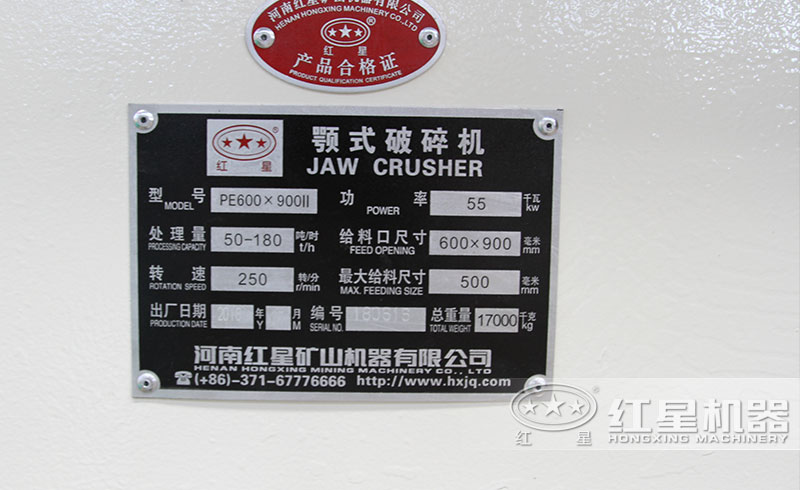 河南红星矿山机器有限公司
HENAN HONGXING MACHINERY CO.,LTD
®
红 星
产品合格证
PRODUCT QUALIFICATION CERTIFICATE
®
红 星
颚式破碎机
JAW CRUSHER
型 号 PE600×900II 功 率 55 千瓦
MODEL POWER kw
处理量 50-180 吨/时 给料口尺寸 600×900 毫米
PROCESSING CAPACITY t/h FEED OPENING mm
转 速 250 转/分 最大给料尺寸 500 毫米
ROTATION SPEED r/min MAX. FEEDING SIZE mm
出厂日期 年 月 编号 总重量 17000 千克
PRODUCTION DATE Y M SERIAL NO. TOTAL WEIGHT kg
河南红星矿山机器有限公司
HENAN HONGXING MINING MACHINERY CO., LTD
☎(+86)-371-67776666 http://www.hxjq.com
®
红 星
红星机器
HONGXING MACHINERY